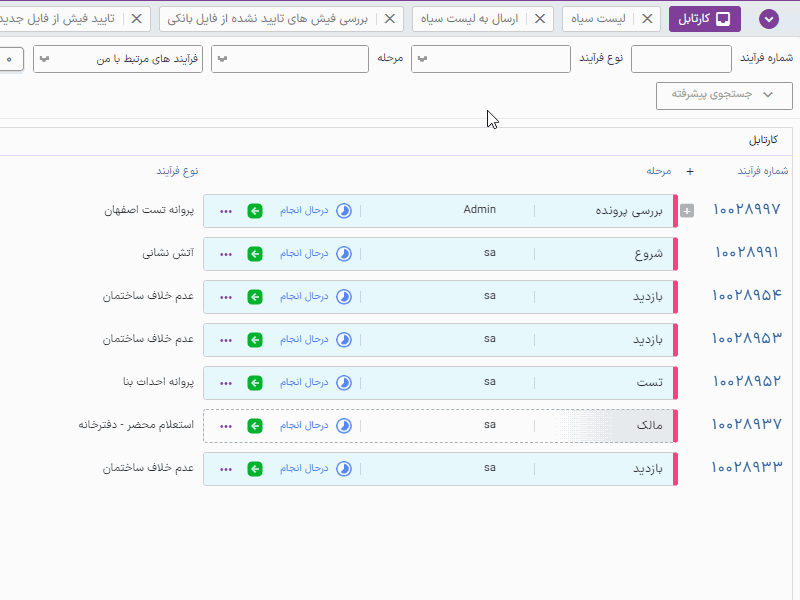 کارتابل
لیست سیاه
ارسال به لیست سیاه
بررسی فیش های تایید نشده از فایل بانکی
تایید فیش از فایل جدید
شماره فرآیند
نوع فرآیند
مرحله
فرآیند های مرتبط با من
جستجوی پیشرفته
کارتابل
شماره فرآیند + مرحله نوع فرآیند
۱۰۰۲۸۹۹۷ بررسی پرونده Admin درحال انجام پروانه تست اصفهان
۱۰۰۲۸۹۹۱ شروع sa درحال انجام آتش نشانی
۱۰۰۲۸۹۵۴ بازدید sa درحال انجام عدم خلاف ساختمان
۱۰۰۲۸۹۵۳ بازدید sa درحال انجام عدم خلاف ساختمان
۱۰۰۲۸۹۵۲ تست sa درحال انجام پروانه احداث بنا
۱۰۰۲۸۹۳۷ مالک sa درحال انجام استعلام محضر - دفترخانه
۱۰۰۲۸۹۳۳ بازدید sa درحال انجام عدم خلاف ساختمان